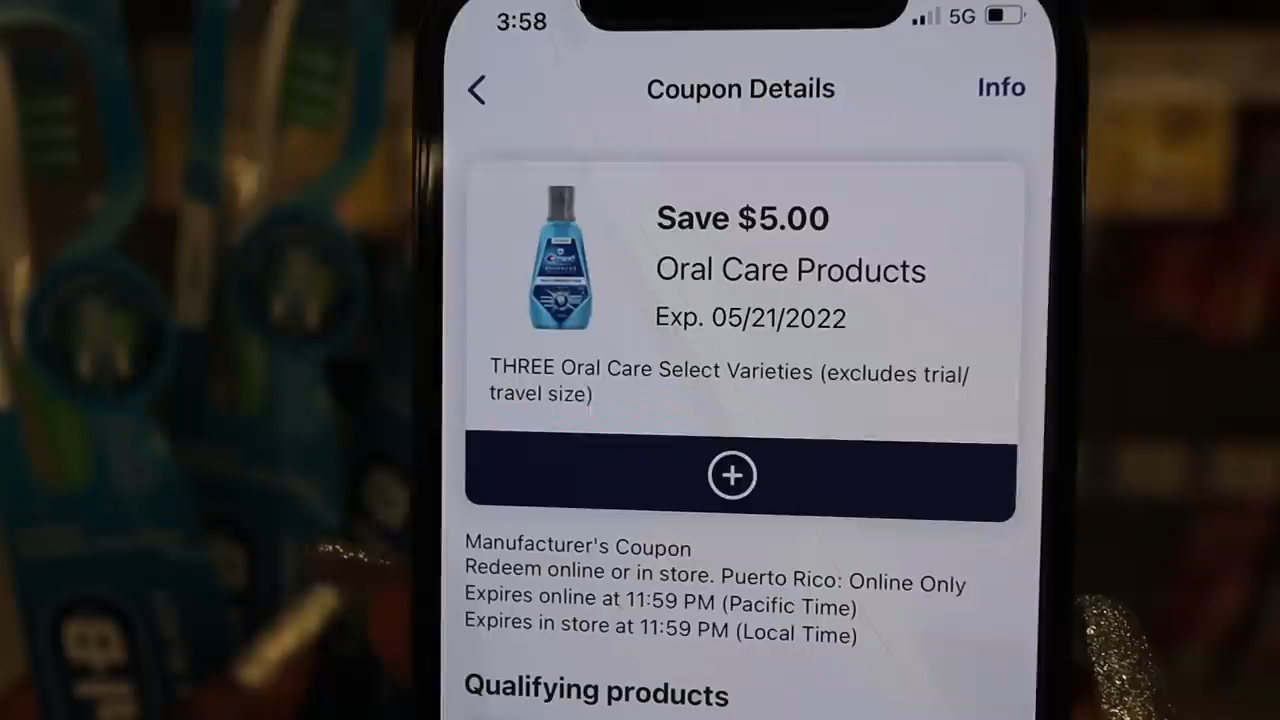 3:58
5G
Coupon Details
Info
Save $5.00
Oral Care Products
Exp. 05/21/2022
THREE Oral Care Select Varieties (excludes trial/
travel size)
Manufacturer's Coupon
Redeem online or in store. Puerto Rico: Online Only
Expires online at 11:59 PM (Pacific Time)
Expires in store at 11:59 PM (Local Time)
Qualifying products